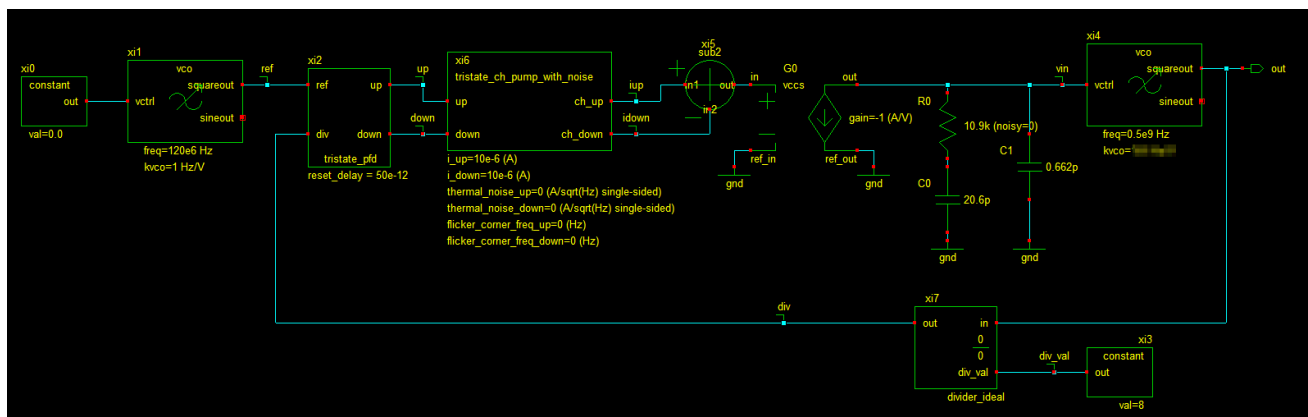 xi0
constant
out
val=0.0
xi1
vco
squareout
vctrl
sineout
freq=120e6 Hz
kvco=1 Hz/V
ref
xi2
ref
up
div
down
tristate_pfd
reset_delay = 50e-12
up
down
xi6
tristate_ch_pump_with_noise
up
ch_up
down
ch_down
i_up=10e-6 (A)
i_down=10e-6 (A)
thermal_noise_up=0 (A/sqrt(Hz) single-sided)
thermal_noise_down=0 (A/sqrt(Hz) single-sided)
flicker_corner_freq_up=0 (Hz)
flicker_corner_freq_down=0 (Hz)
iup
idown
xi5
sub2
in1
out
in2
in
G0
vccs
ref_in
gnd
out
gain=-1 (A/V)
ref_out
gnd
R0
10.9k (noisy=0)
C0
20.6p
gnd
C1
0.662p
gnd
vin
xi4
vco
squareout
vctrl
sineout
freq=0.5e9 Hz
kvco=
out
div
xi7
out
in
0
0
div_val
divider_ideal
div_val
xi3
constant
out
val=8